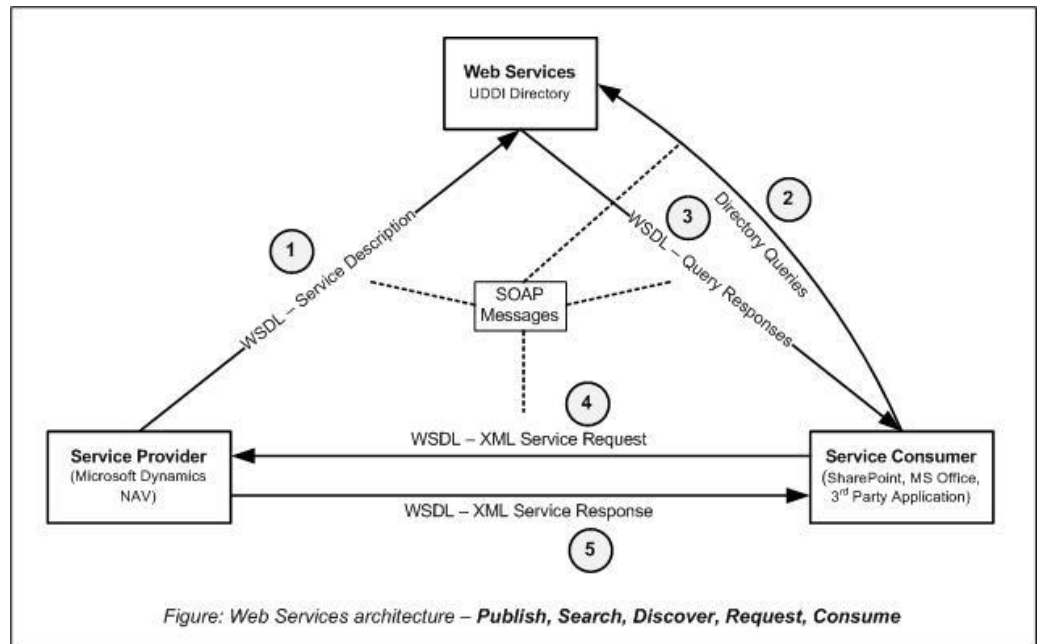 Web Services
UDDI Directory
1
WSDL – Service Description
2
Directory Queries
3
WSDL – Query Responses
SOAP
Messages
4
WSDL – XML Service Request
Service Provider
(Microsoft Dynamics
NAV)
Service Consumer
(SharePoint, MS Office,
3rd Party Application)
WSDL – XML Service Response
5
Figure: Web Services architecture – Publish, Search, Discover, Request, Consume